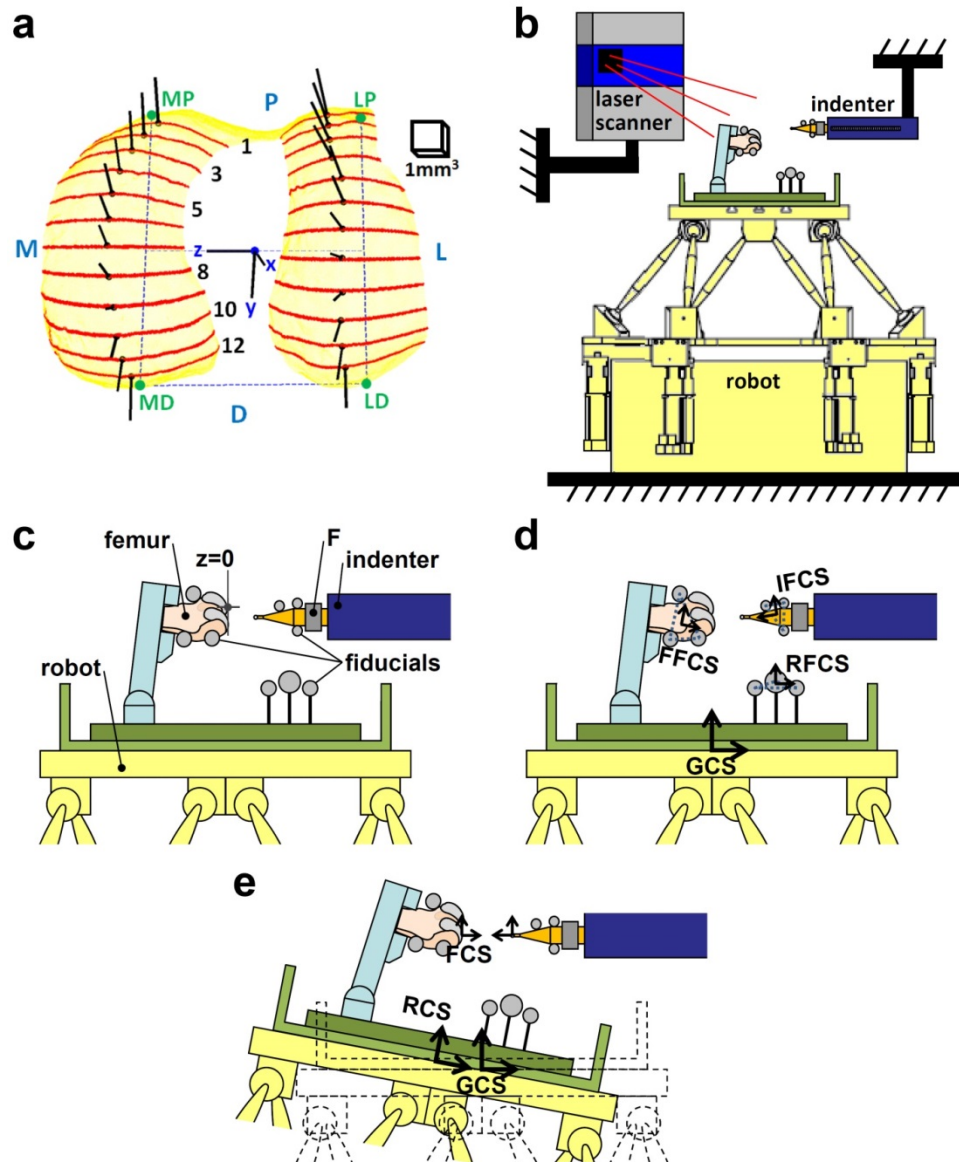 a
MP
P
LP
1
3
1mm³
5
M
z
x
L
8
y
10
12
MD
D
LD
b
laser
scanner
indenter
robot
c
femur
z=0
F
indenter
robot
fiducials
d
IFCS
FFCS
RFCS
GCS
e
FCS
RCS
GCS